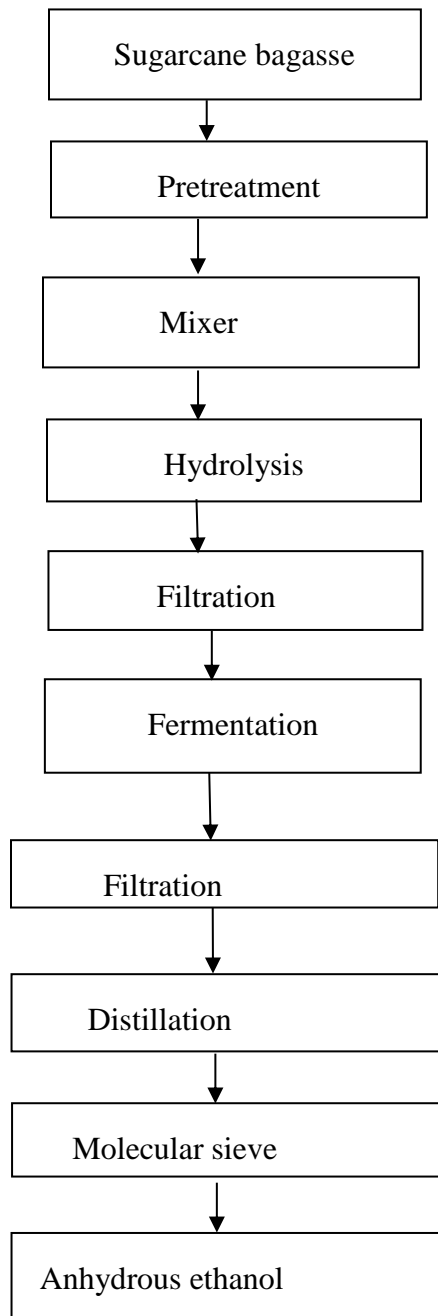 Sugarcane bagasse
Pretreatment
Mixer
Hydrolysis
Filtration
Fermentation
Filtration
Distillation
Molecular sieve
Anhydrous ethanol